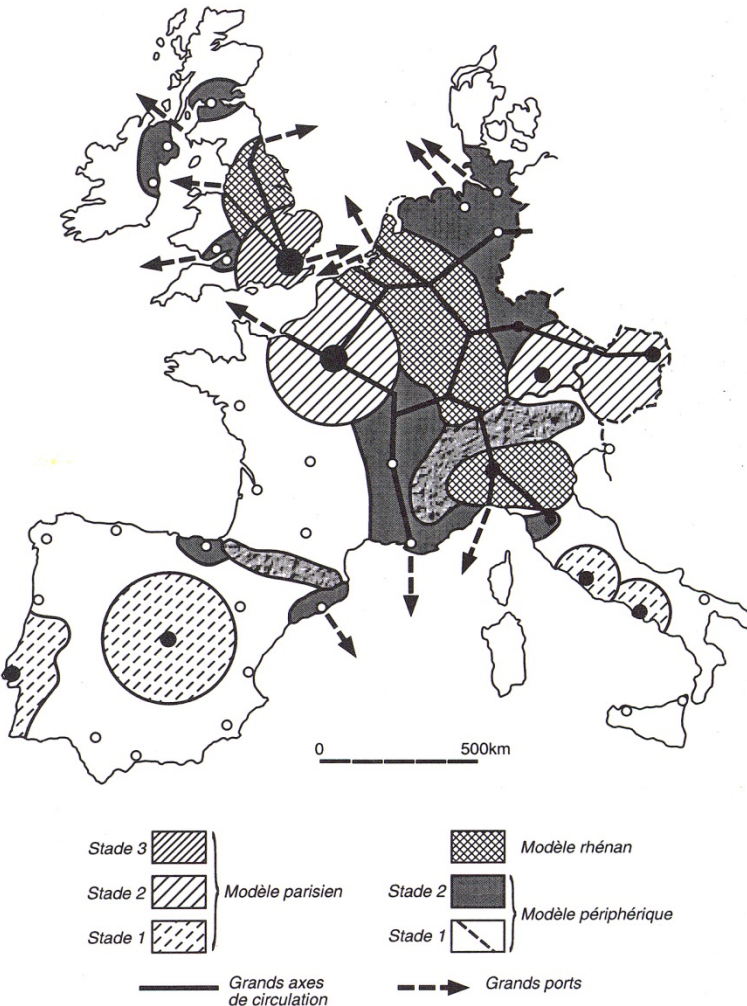 0 500km
Stade 3
Stade 2 Modèle parisien
Stade 1
Modèle rhénan
Stade 2
Modèle périphérique
Stade 1
Grands axes
de circulation
Grands ports